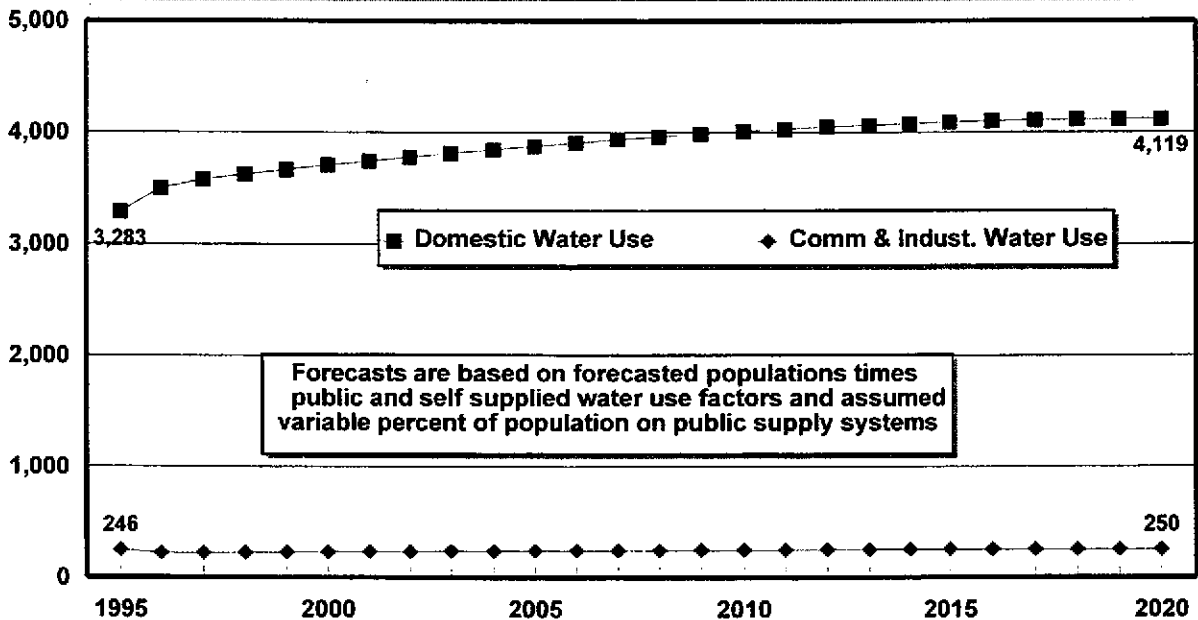 5,000
4,000
4,119
3,283
3,000
Domestic Water Use
Comm & Indust. Water Use
2,000
Forecasts are based on forecasted populations times
public and self supplied water use factors and assumed
variable percent of population on public supply systems
1,000
246
250
0
1995 2000 2005 2010 2015 2020